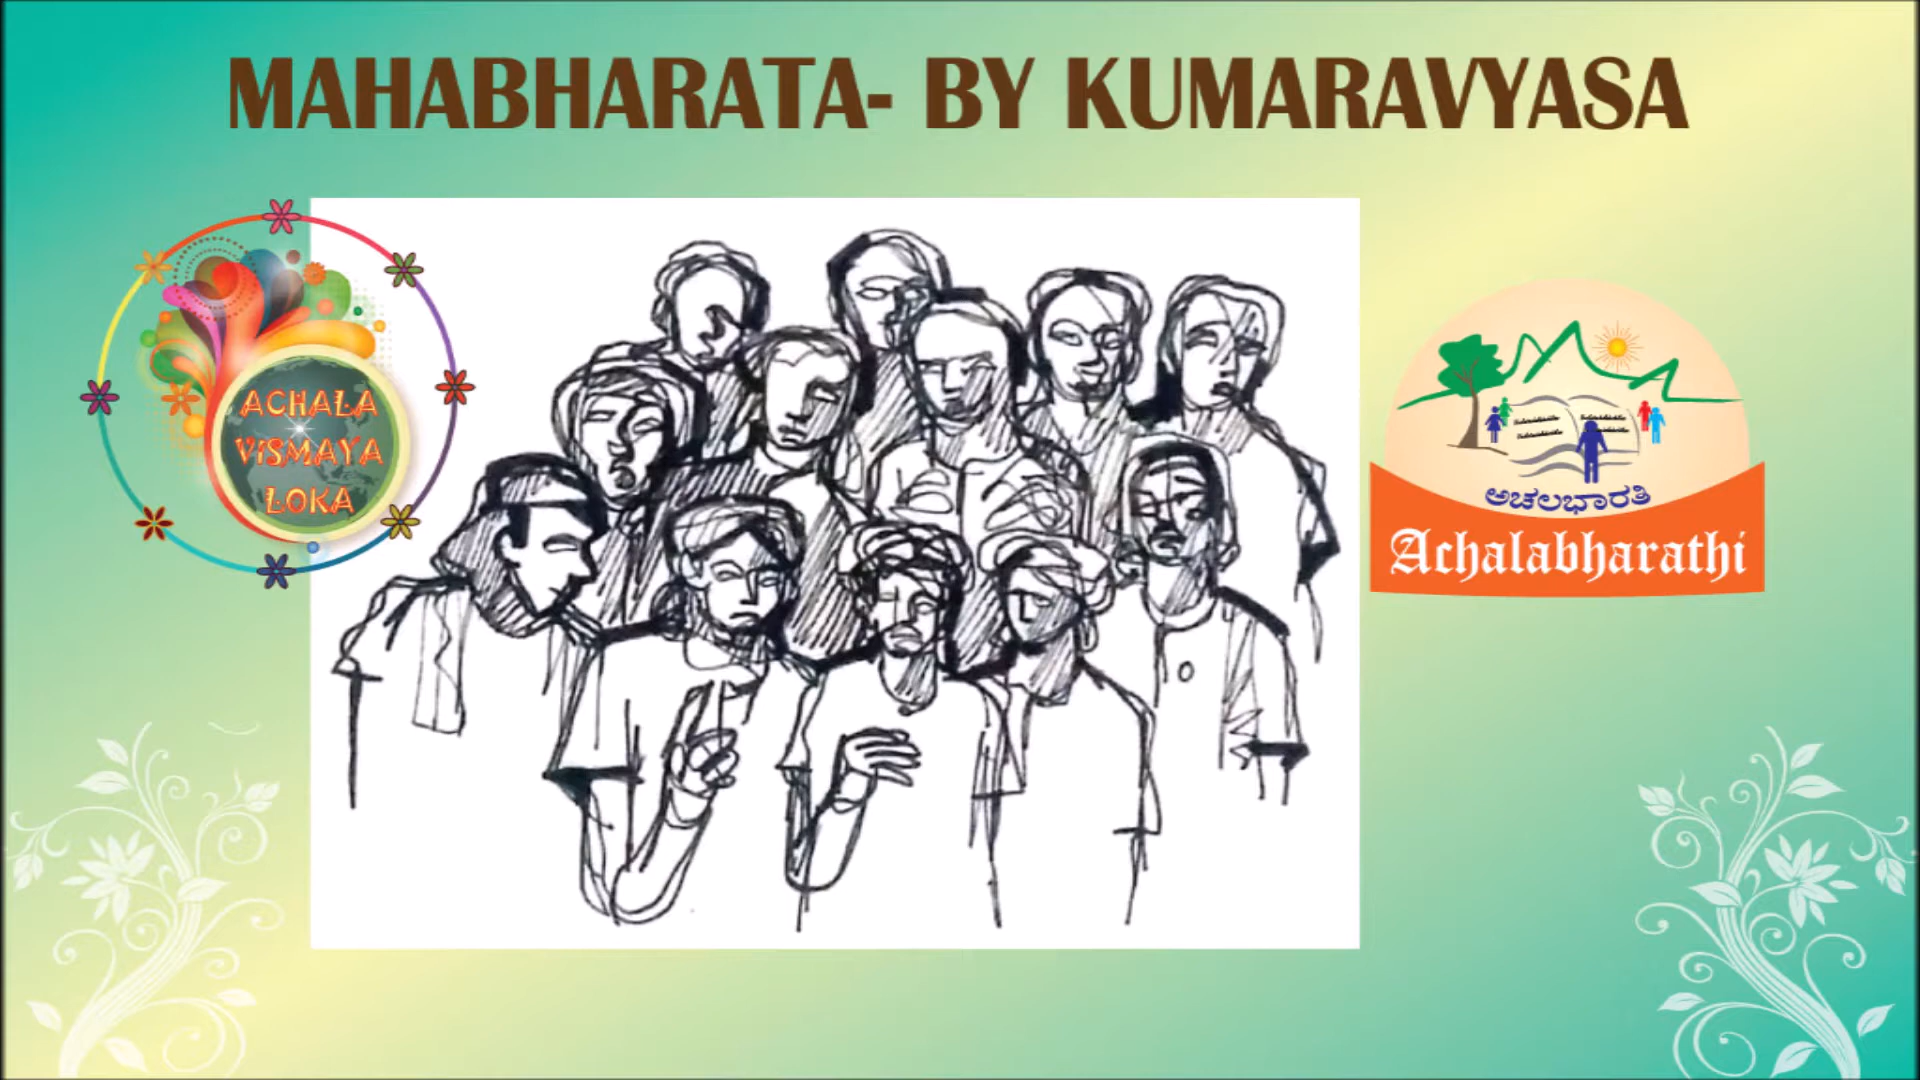 MAHABHARATA- BY KUMARAVYASA
ACHALA
VISMAYA
LOKA
ಅಚಲಭಾರತಿ
Achalabharathi